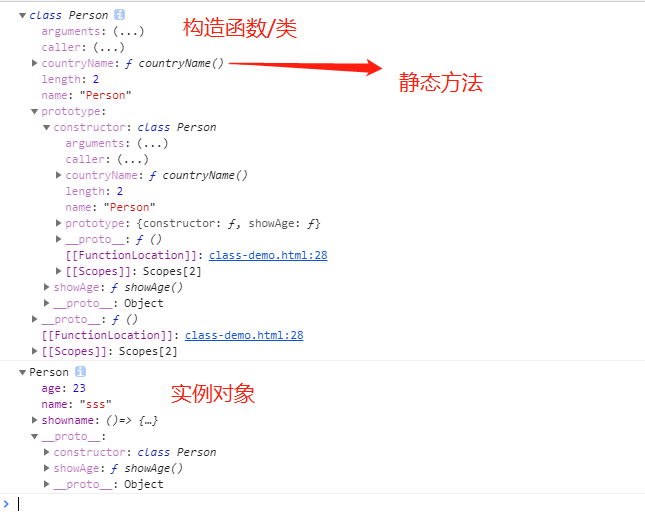 class Person i
构造函数/类
arguments: (...)
caller: (...)
countryName: ƒ countryName()
静态方法
length: 2
name: "Person"
prototype:
constructor: class Person
arguments: (...)
caller: (...)
countryName: ƒ countryName()
length: 2
name: "Person"
prototype: {constructor: ƒ, showAge: ƒ}
__proto__: ƒ ()
[[FunctionLocation]]: class-demo.html:28
[[Scopes]]: Scopes[2]
showAge: ƒ showAge()
__proto__: Object
__proto__: ƒ ()
[[FunctionLocation]]: class-demo.html:28
[[Scopes]]: Scopes[2]
Person i
age: 23
实例对象
name: "sss"
showname: ()=> {…}
__proto__:
constructor: class Person
showAge: ƒ showAge()
__proto__: Object